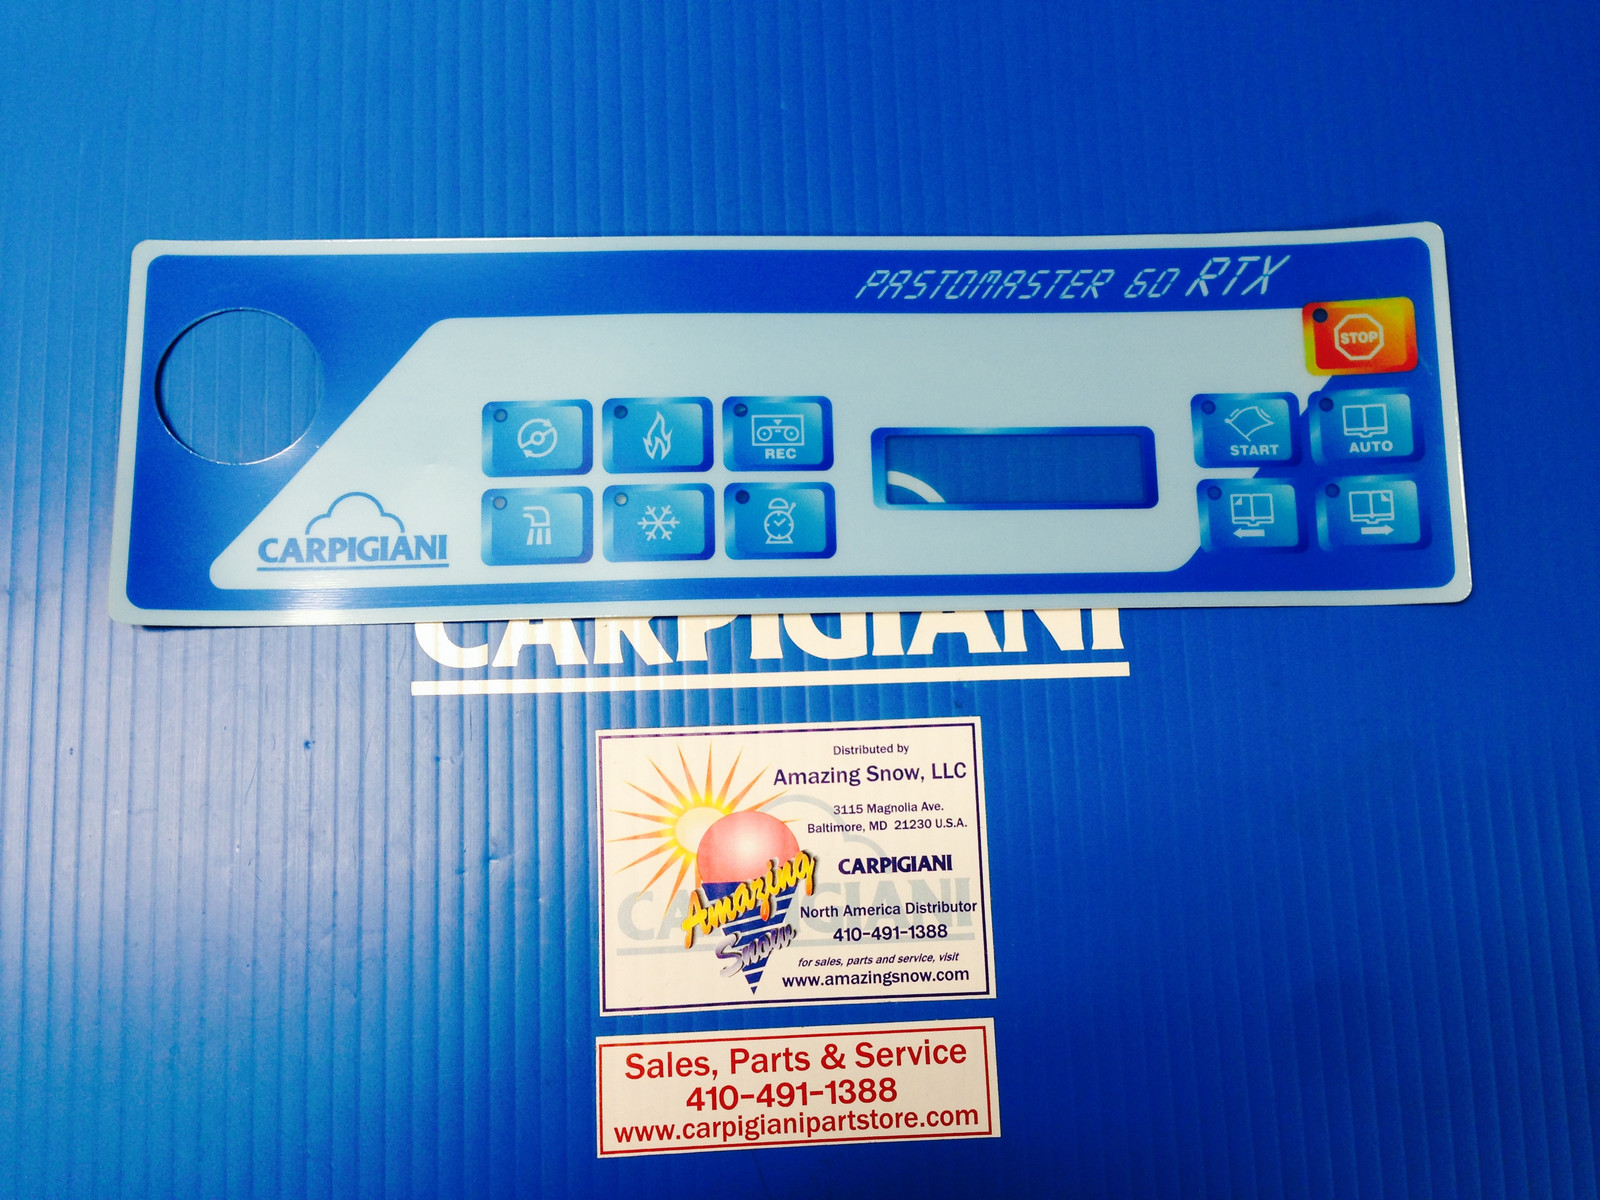 PASTOMASTER 60 RTX
STOP
REC
START
AUTO
CARPIGIANI
CARPIGIANI
Distributed by
Amazing Snow, LLC
3115 Magnolia Ave.
Baltimore, MD 21230 U.S.A.
CARPIGIANI
Amazing
Snow
CARPIGIANI
North America Distributor
410-491-1388
for sales, parts and service, visit
www.amazingsnow.com
Sales, Parts & Service
410-491-1388
www.carpigianipartstore.com